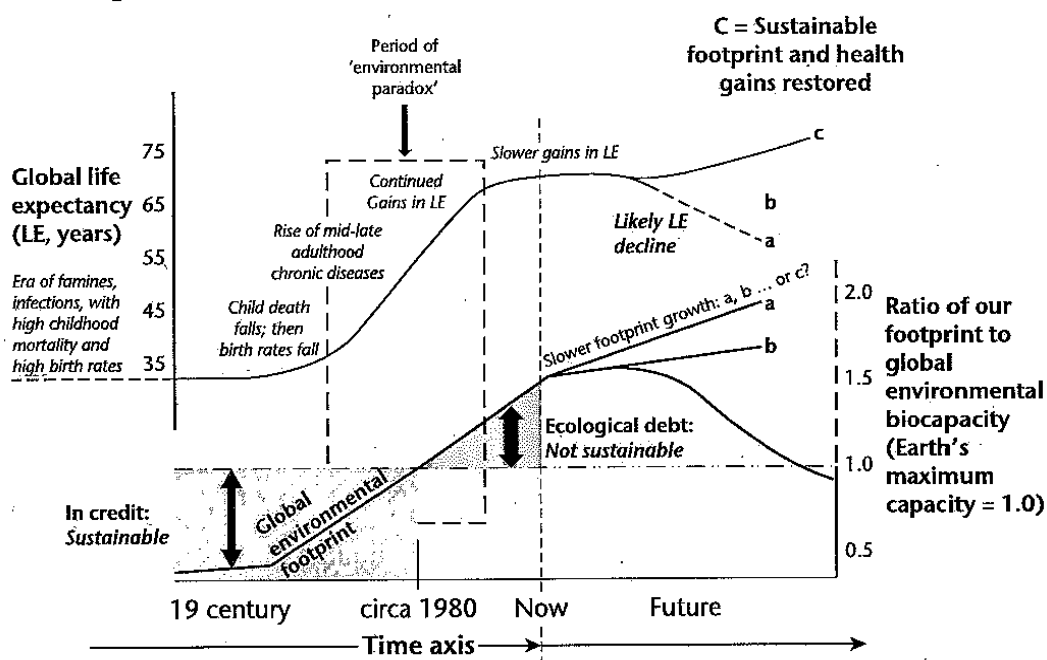 C = Sustainable
footprint and health
gains restored
Period of
'environmental
paradox'
Global life
expectancy
(LE, years)
75
65
55
45
35
Era of famines,
infections, with
high childhood
mortality and
high birth rates
Child death
falls; then
birth rates fall
Rise of mid-late
adulthood
chronic diseases
Continued
Gains in LE
Slower gains in LE
Likely LE
decline
c
b
a
Slower footprint growth: a, b ... or c?
a
b
2.0
1.5
1.0
0.5
Ratio of our
footprint to
global
environmental
biocapacity
(Earth's
maximum
capacity = 1.0)
Ecological debt:
Not sustainable
In credit:
Sustainable
Global
environmental
footprint
19 century
circa 1980
Now
Future
Time axis